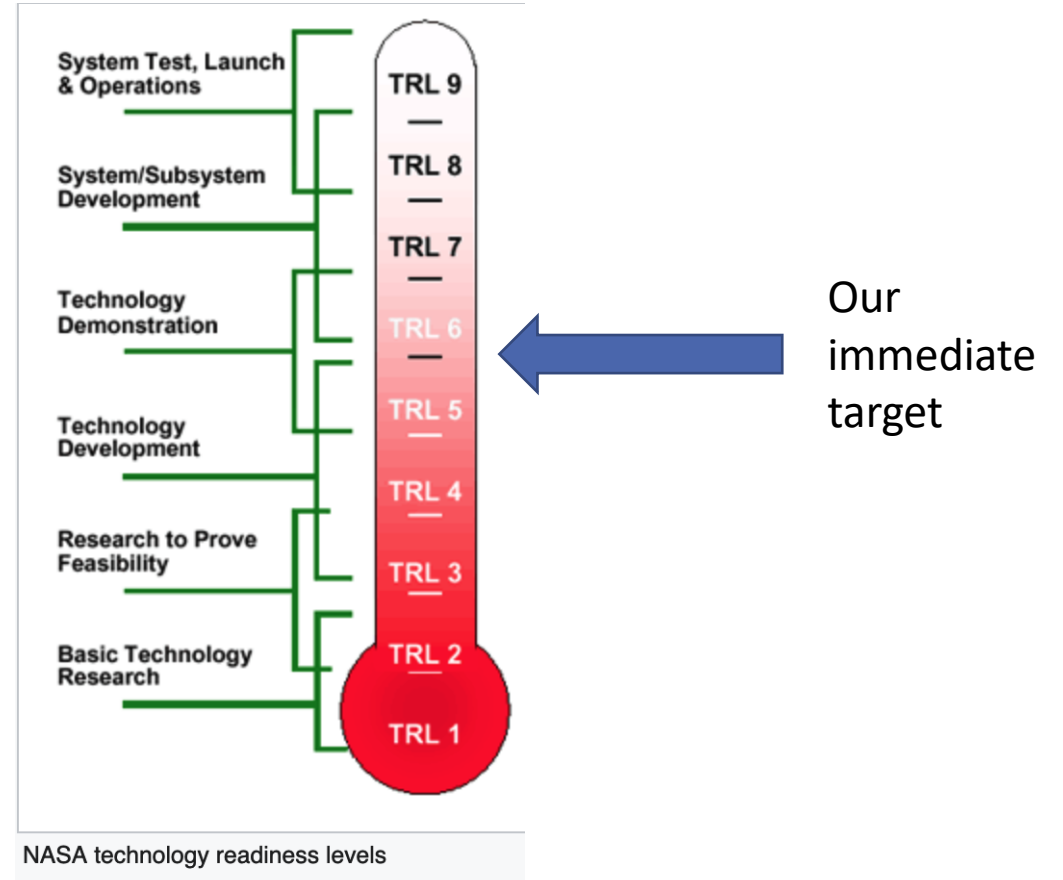 System Test, Launch
& Operations
System/Subsystem
Development
Technology
Demonstration
Technology
Development
Research to Prove
Feasibility
Basic Technology
Research
TRL 9
TRL 8
TRL 7
TRL 6
TRL 5
TRL 4
TRL 3
TRL 2
TRL 1
Our
immediate
target
NASA technology readiness levels